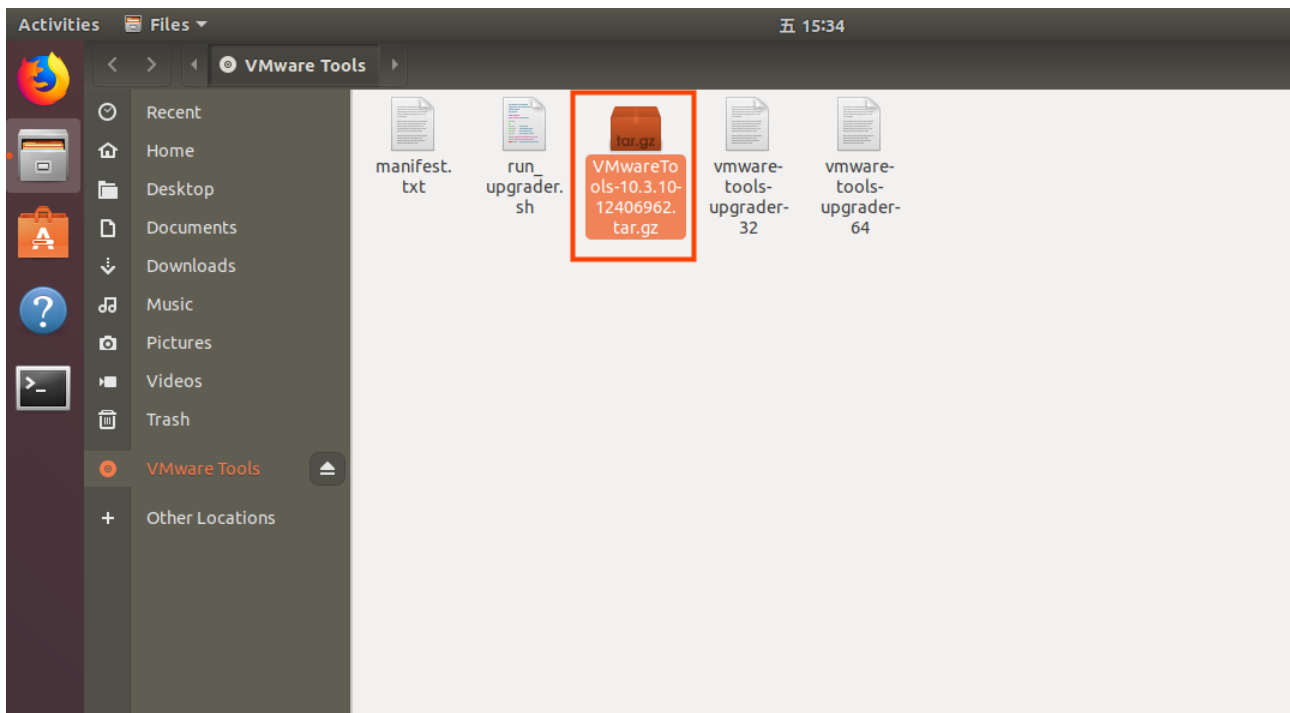 Activities Files 五 15:34
VMware Tools
Recent
Home
Desktop
Documents
Downloads
Music
Pictures
Videos
Trash
VMware Tools
Other Locations
manifest.
txt
run_
upgrader.
sh
tar.gz
VMwareTo
ols-10.3.10-
12406962.
tar.gz
vmware-
tools-
upgrader-
32
vmware-
tools-
upgrader-
64